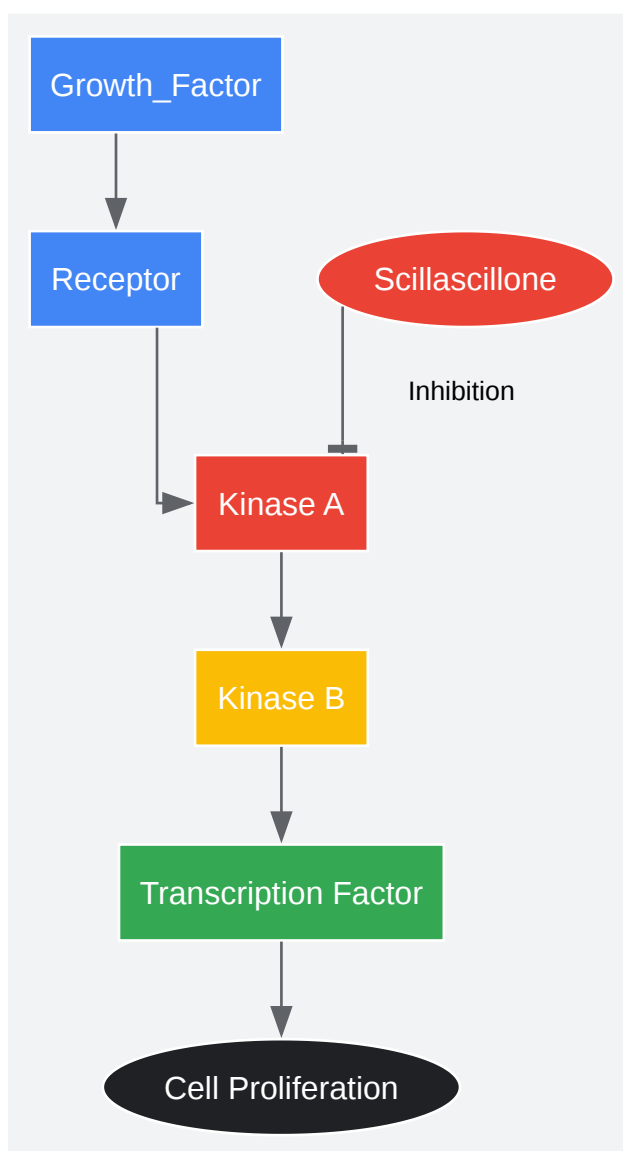 Growth_Factor
Receptor
Scillascillone
Inhibition
Kinase A
Kinase B
Transcription Factor
Cell Proliferation